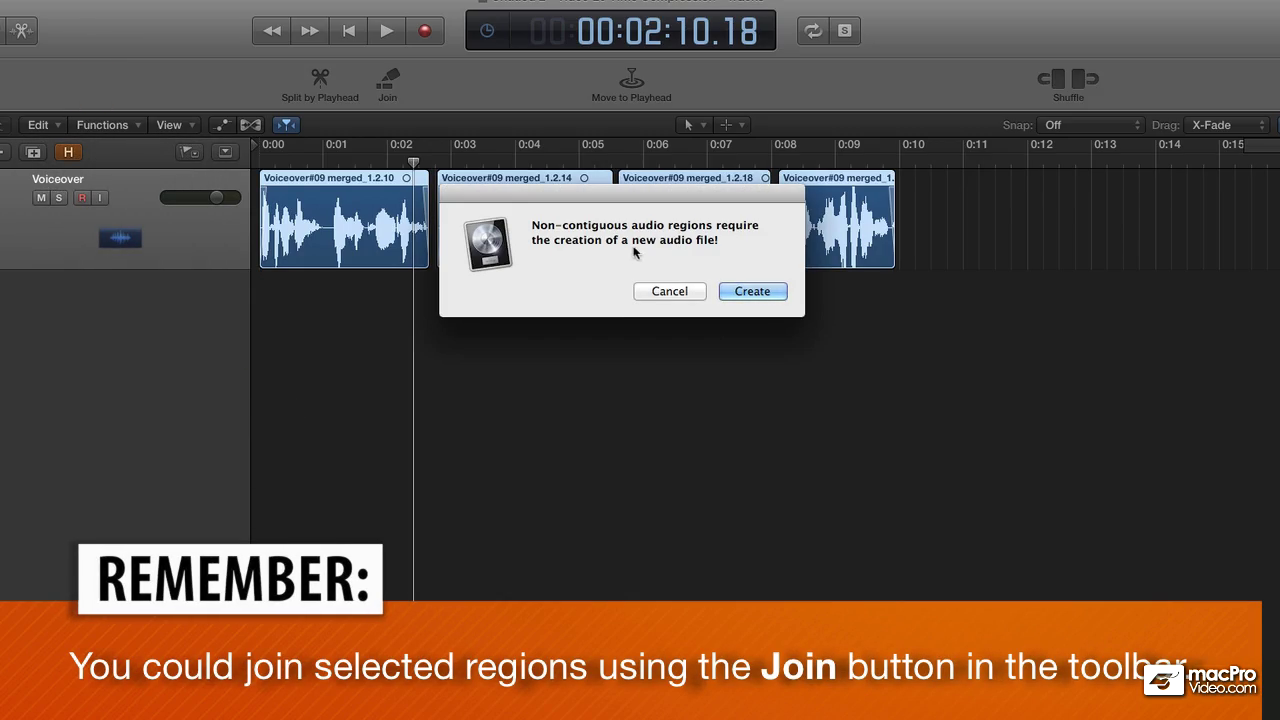 00:02:10.18
S
Split by Playhead
Join
Move to Playhead
Shuffle
Edit
Functions
View
Snap: Off
Drag: X-Fade
H
0:00 0:01 0:02 0:03 0:04 0:05 0:06 0:07 0:08 0:09 0:10 0:11 0:12 0:13 0:14 0:15
Voiceover
M S R I
Voiceover#09 merged_1.2.10
Voiceover#09 merged_1.2.14
Voiceover#09 merged_1.2.18
Voiceover#09 merged_1.
Non-contiguous audio regions require
the creation of a new audio file!
Cancel
Create
REMEMBER:
You could join selected regions using the Join button in the toolbar.
macPro
Video.com